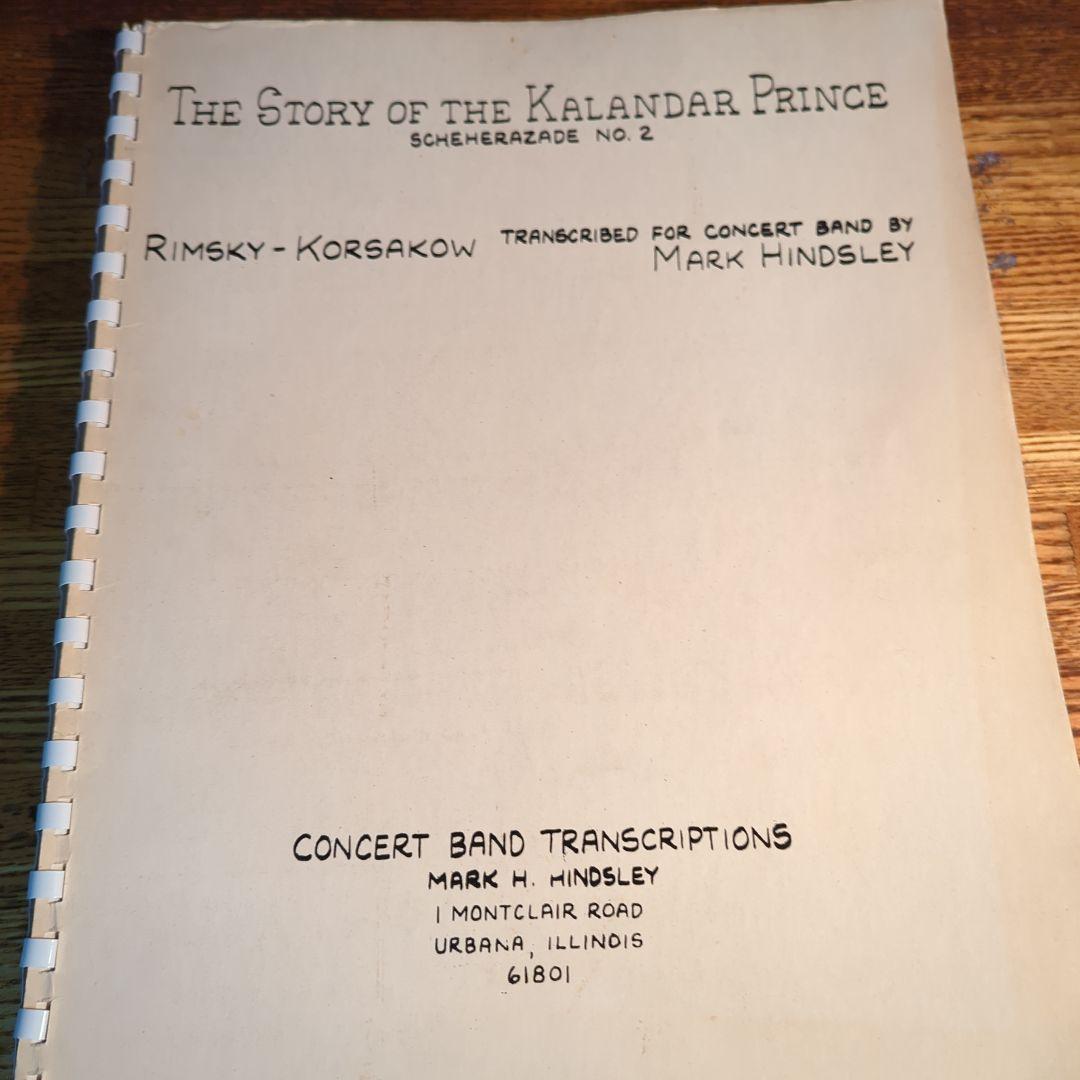 The Story of the Kalandar Prince
SCHEHERAZADE NO. 2
RIMSKY-KORSAKOW
TRANSCRIBED FOR CONCERT BAND BY
MARK HINDSLEY
CONCERT BAND TRANSCRIPTIONS
MARK H. HINDSLEY
1 MONTCLAIR ROAD
URBANA, ILLINOIS
61801